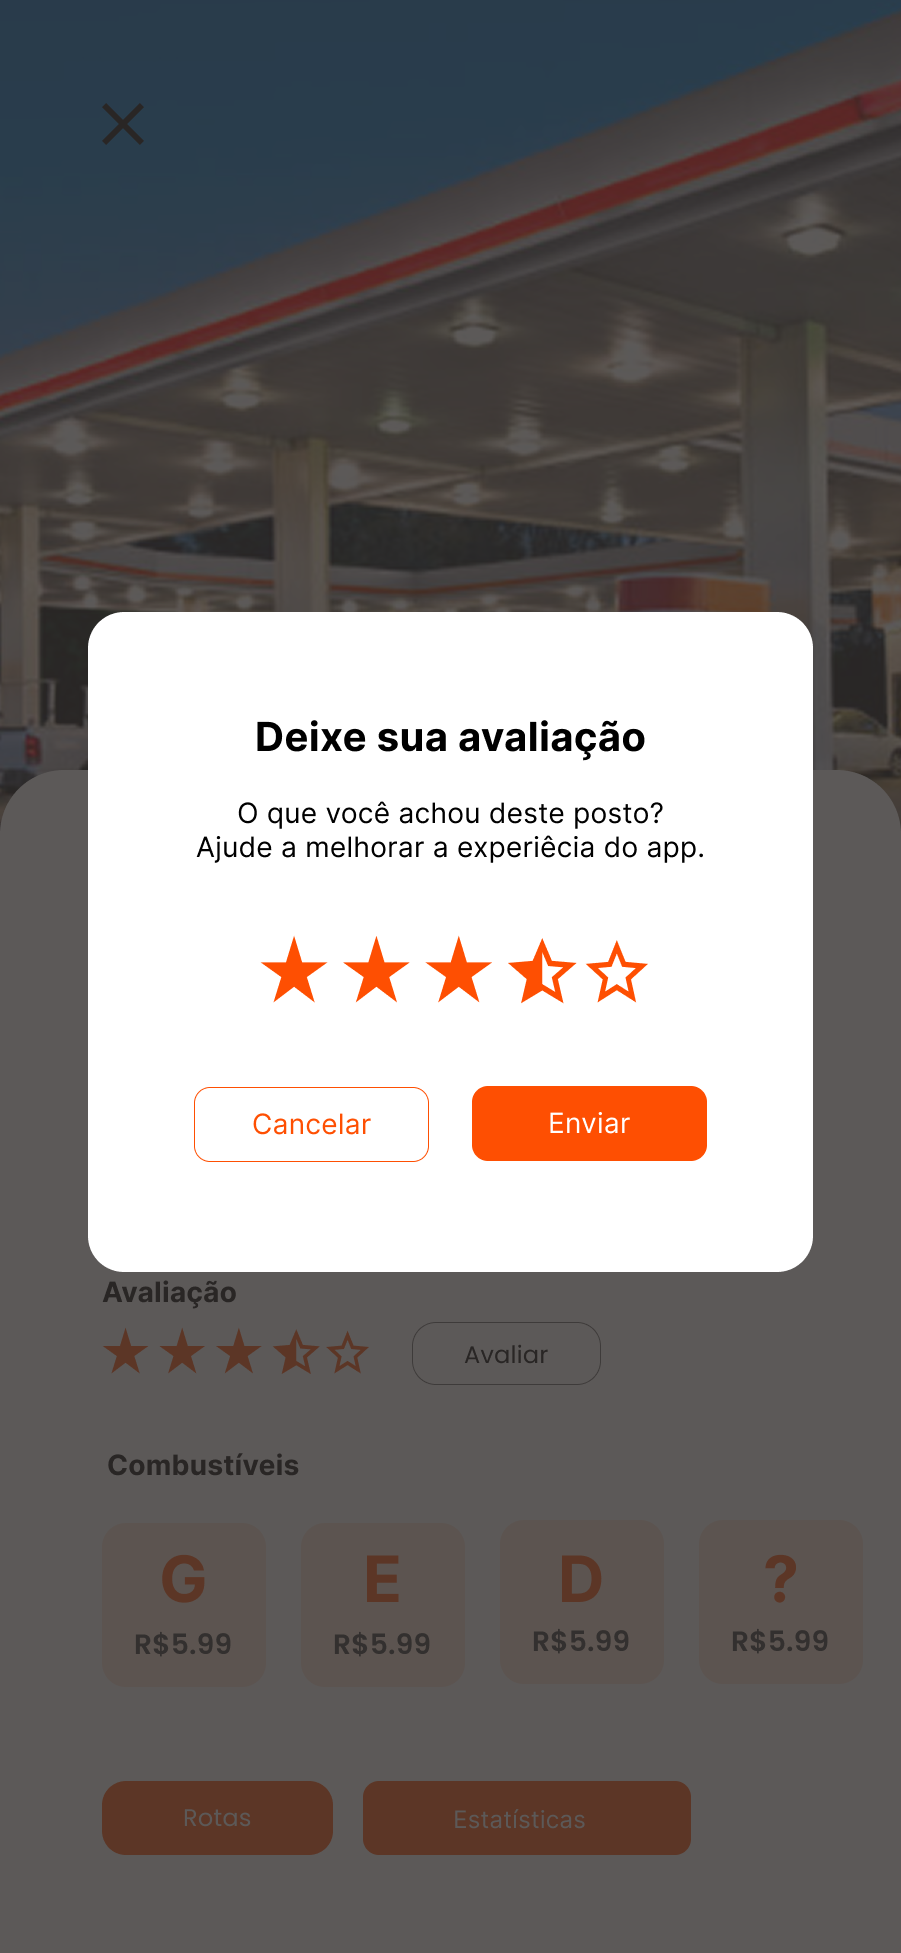 Deixe sua avaliação
O que você achou deste posto?
Ajude a melhorar a experiêcia do app.
Cancelar
Enviar
Avaliação
Avaliar
Combustíveis
G
E
D
?
R$5.99
R$5.99
R$5.99
R$5.99
Rotas
Estatísticas